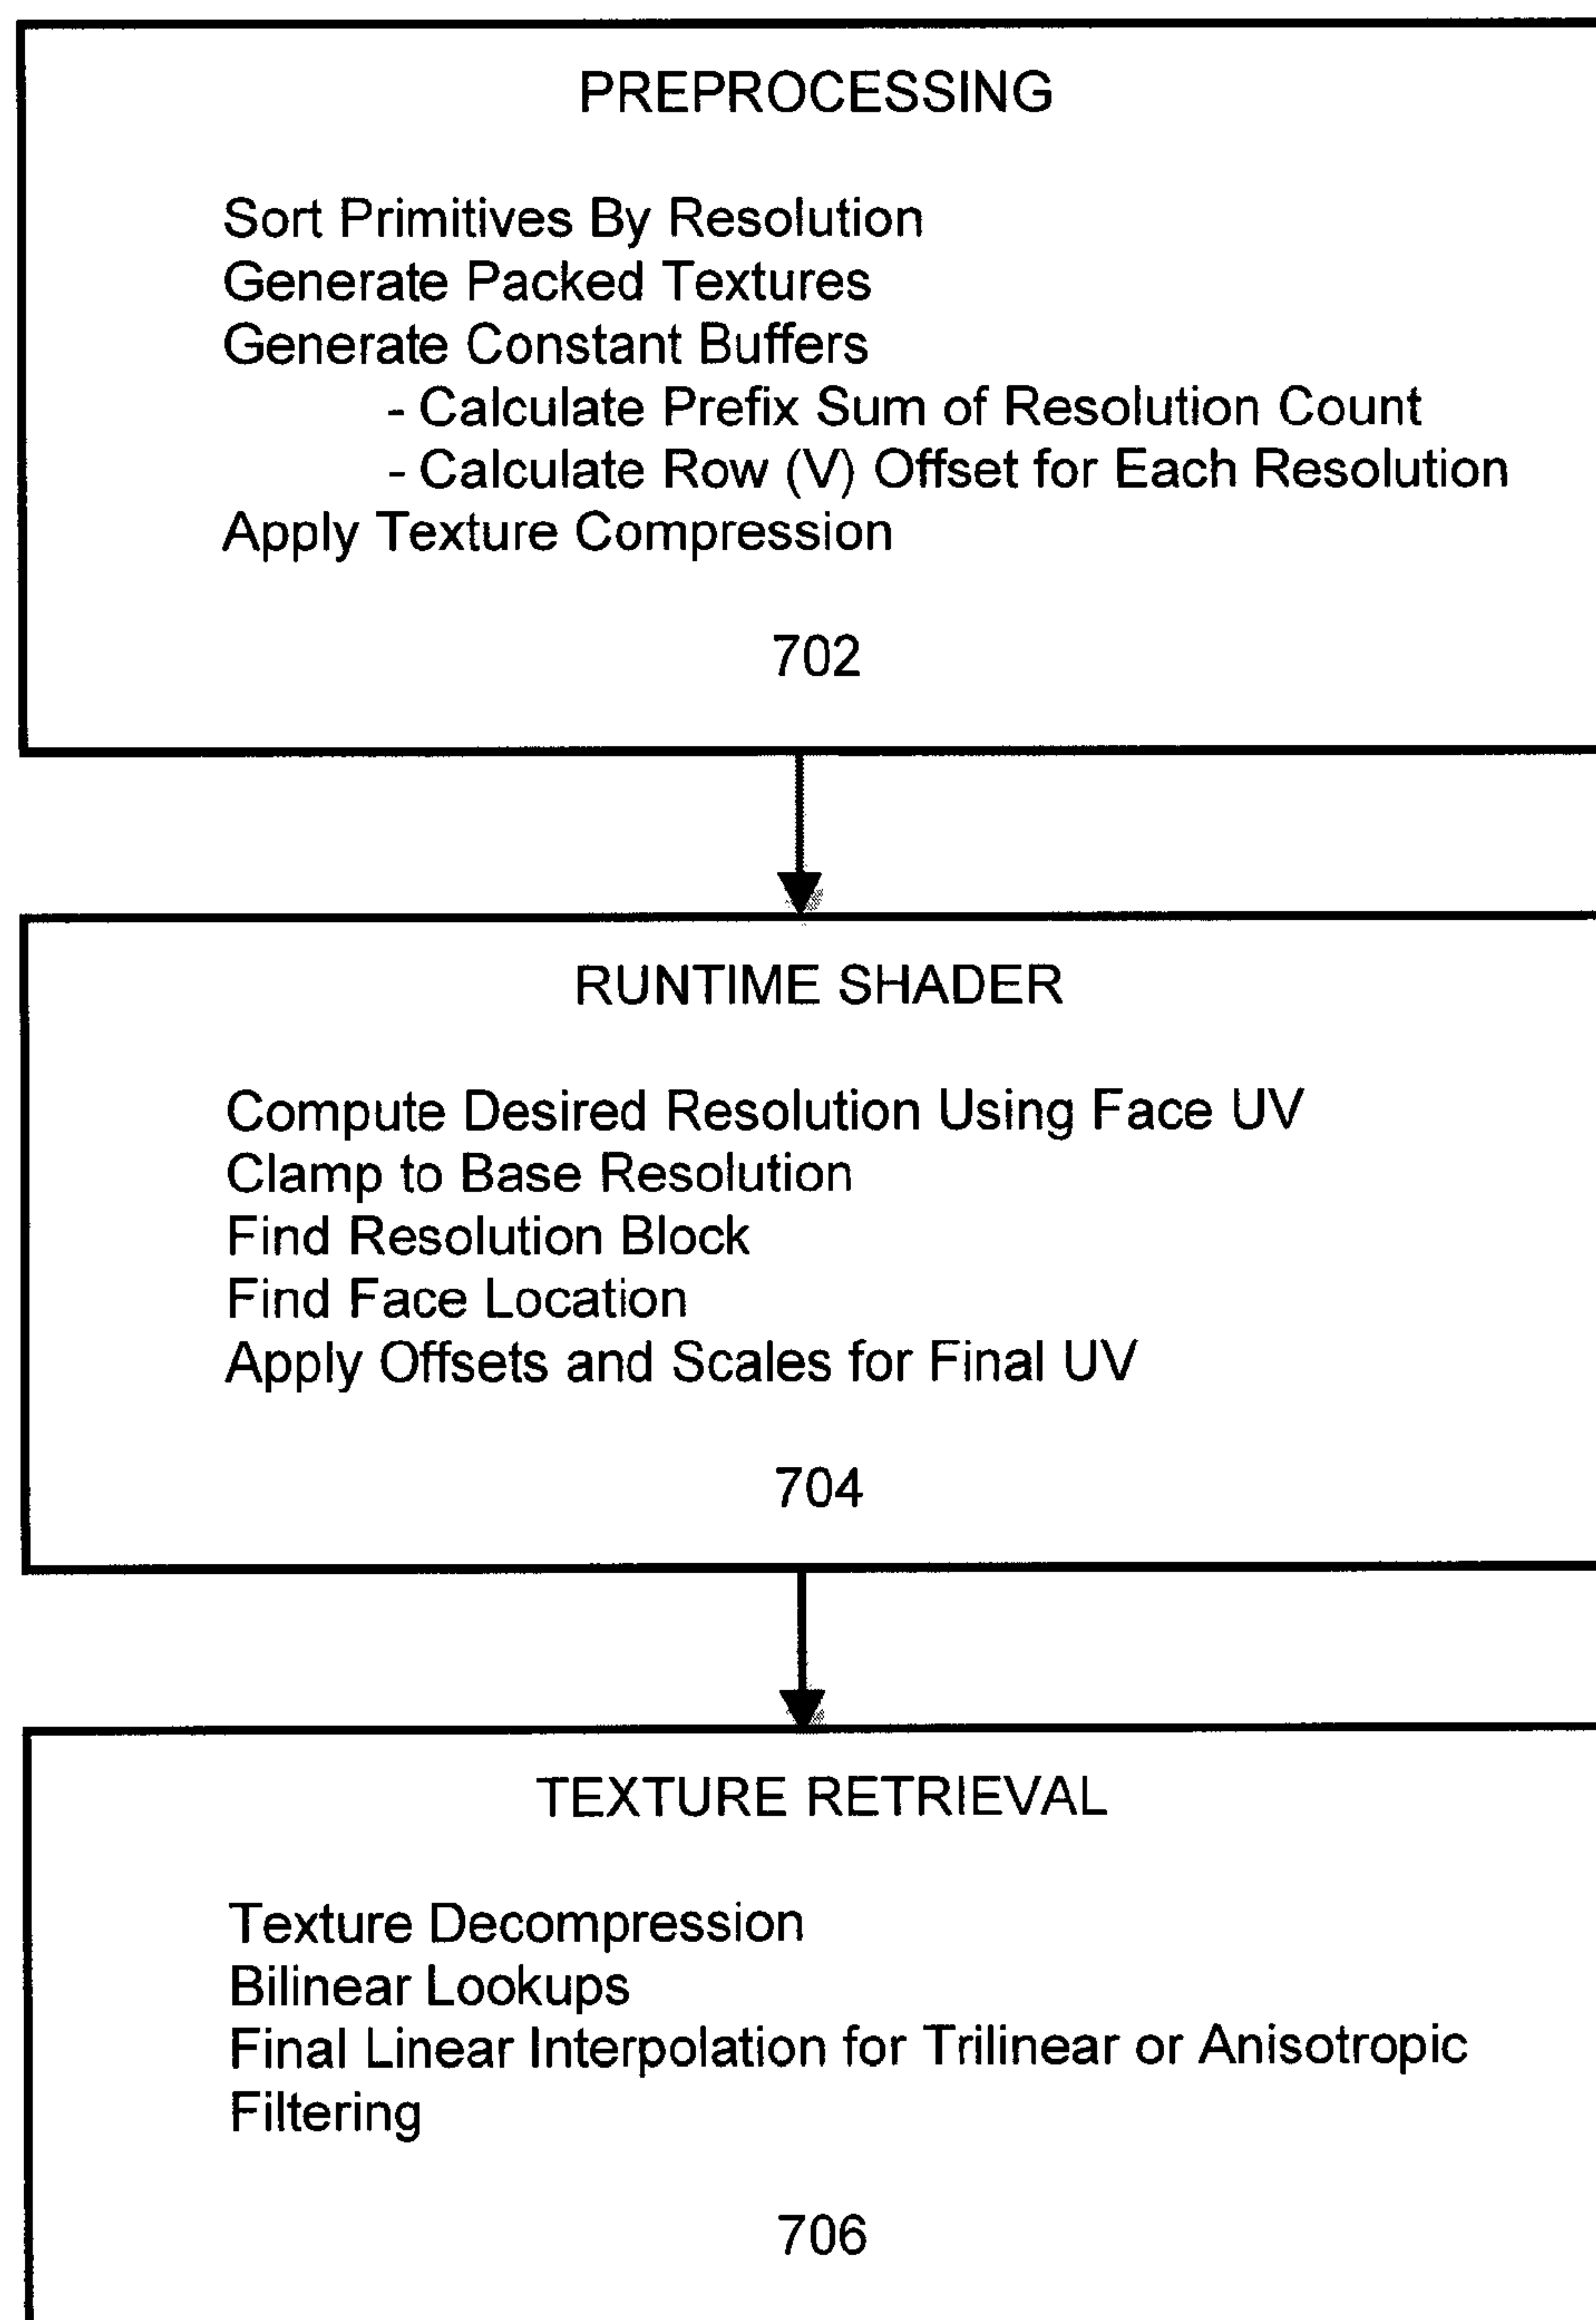 PREPROCESSING
Sort Primitives By Resolution
Generate Packed Textures
Generate Constant Buffers
- Calculate Prefix Sum of Resolution Count
- Calculate Row (V) Offset for Each Resolution
Apply Texture Compression
702
RUNTIME SHADER
Compute Desired Resolution Using Face UV
Clamp to Base Resolution
Find Resolution Block
Find Face Location
Apply Offsets and Scales for Final UV
704
TEXTURE RETRIEVAL
Texture Decompression
Bilinear Lookups
Final Linear Interpolation for Trilinear or Anisotropic
Filtering
706